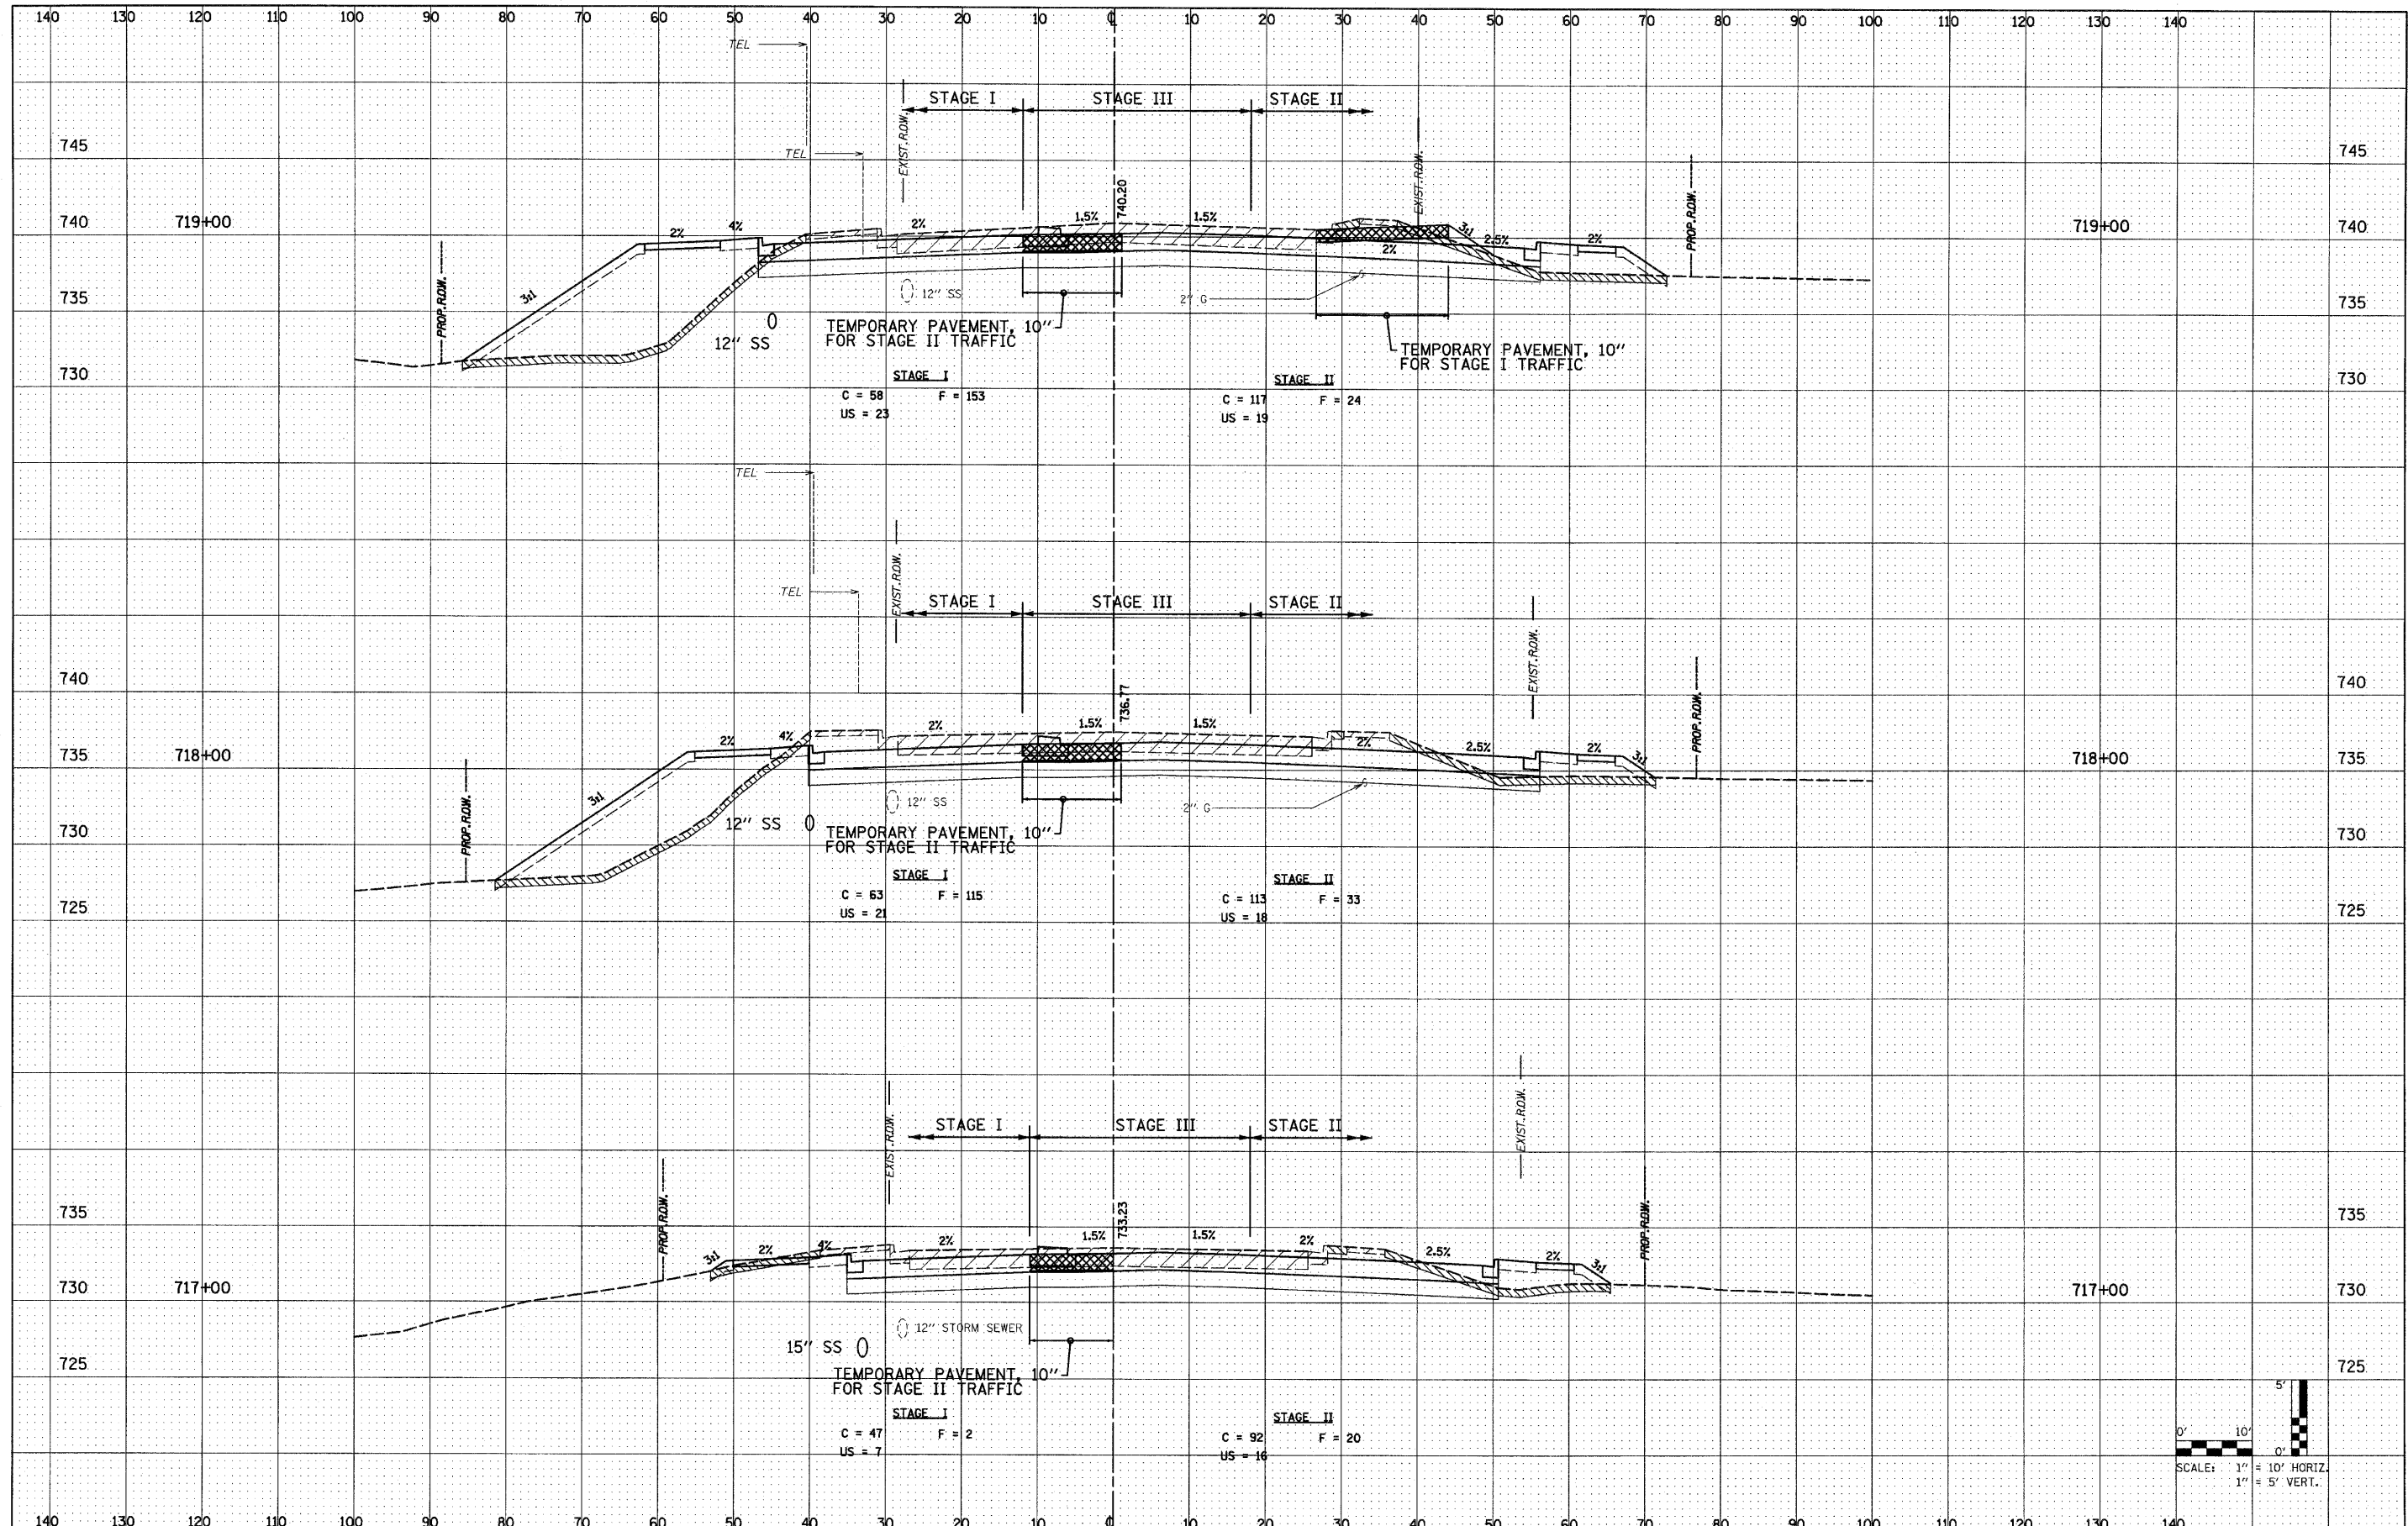 140 130 120 110 100 90 80 70 60 50 40 30 20 10 ℄ 10 20 30 40 50 60 70 80 90 100 110 120 130 140
TEL
STAGE I STAGE III STAGE II
EXIST.R.O.W.
TEL
EXIST.R.O.W.
PROP.R.O.W.
PROP.R.O.W.
745 745
740 719+00 719+00 740
740.20
2% 4% 2% 1.5% 1.5% 3:1 2.5% 2%
2%
3:1
735 735
12" SS
2" G
12" SS
TEMPORARY PAVEMENT, 10"
FOR STAGE II TRAFFIC
TEMPORARY PAVEMENT, 10"
FOR STAGE I TRAFFIC
730 730
STAGE I
C = 58 F = 153
US = 23
STAGE II
C = 117 F = 24
US = 19
TEL
EXIST.R.O.W.
TEL
STAGE I STAGE III STAGE II
EXIST.R.O.W.
PROP.R.O.W.
PROP.R.O.W.
740 740
736.77
735 718+00 718+00 735
2% 4% 2% 1.5% 1.5% 2% 2.5% 2% 3:1
3:1
12" SS
2" G
12" SS
730 730
TEMPORARY PAVEMENT, 10"
FOR STAGE II TRAFFIC
STAGE I
C = 63 F = 115
US = 21
STAGE II
C = 113 F = 33
US = 18
725 725
EXIST.R.O.W.
EXIST.R.O.W.
STAGE I STAGE III STAGE II
PROP.R.O.W.
PROP.R.O.W.
735 735
733.23
3:1 2% 4% 2% 1.5% 1.5% 2% 2.5% 2% 3:1
730 717+00 717+00 730
12" STORM SEWER
15" SS
725 725
TEMPORARY PAVEMENT, 10"
FOR STAGE II TRAFFIC
STAGE I
C = 47 F = 2
US = 7
STAGE II
C = 92 F = 20
US = 16
5'
0' 10'
0'
SCALE: 1" = 10' HORIZ.
1" = 5' VERT.
140 130 120 110 100 90 80 70 60 50 40 30 20 10 ℄ 10 20 30 40 50 60 70 80 90 100 110 120 130 140